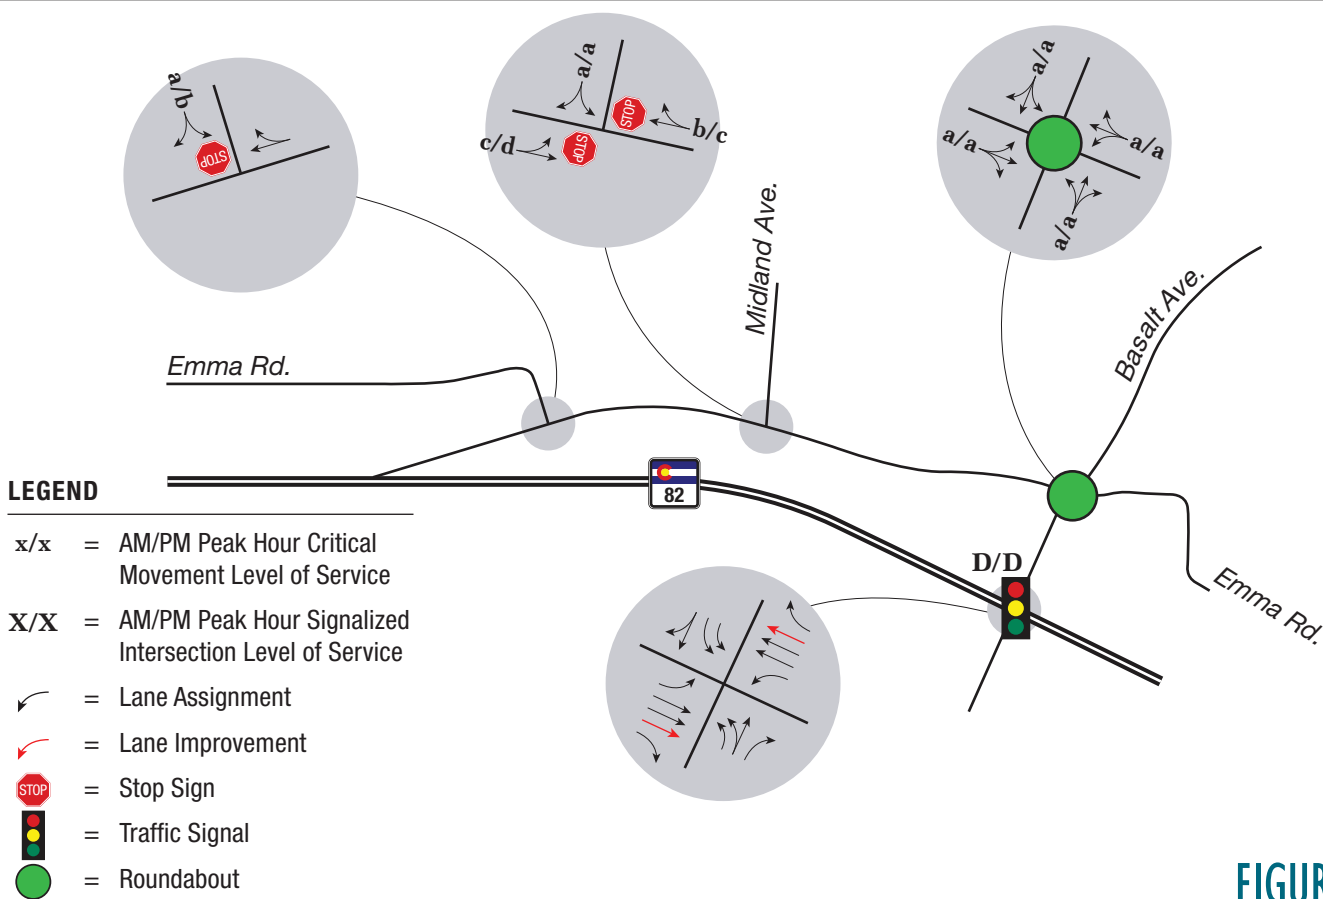 a/b
STOP
a/a
STOP
b/c
c/d
STOP
a/a
a/a
a/a
a/a
Midland Ave.
Basalt Ave.
Emma Rd.
82
D/D
Emma Rd.
LEGEND
x/x = AM/PM Peak Hour Critical
Movement Level of Service
X/X = AM/PM Peak Hour Signalized
Intersection Level of Service
= Lane Assignment
= Lane Improvement
STOP = Stop Sign
= Traffic Signal
= Roundabout
FIGUR